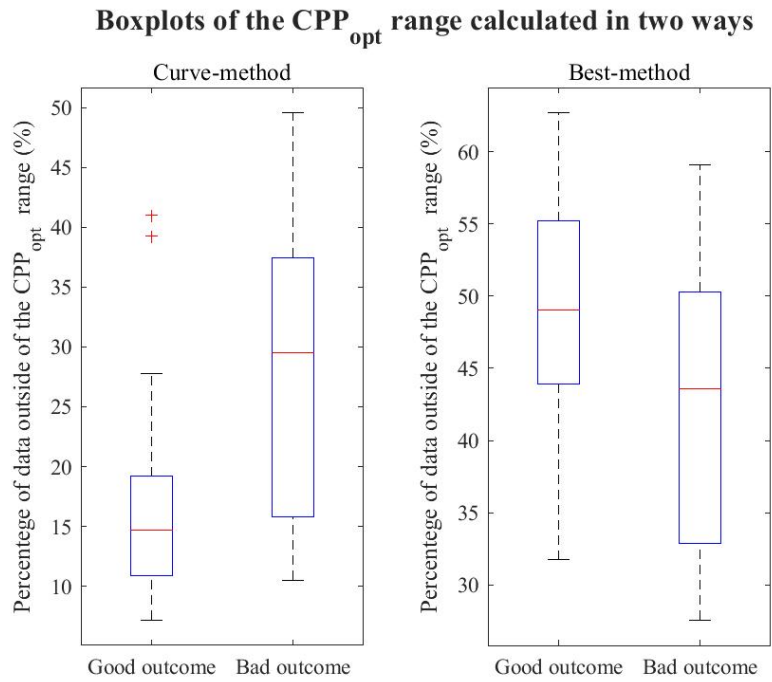 Boxplots of the CPPopt range calculated in two ways
Curve-method
Percentege of data outside of the CPPopt range (%)
50
45
40
35
30
25
20
15
10
Good outcome Bad outcome
Best-method
Percentege of data outside of the CPPopt range (%)
60
55
50
45
40
35
30
Good outcome Bad outcome